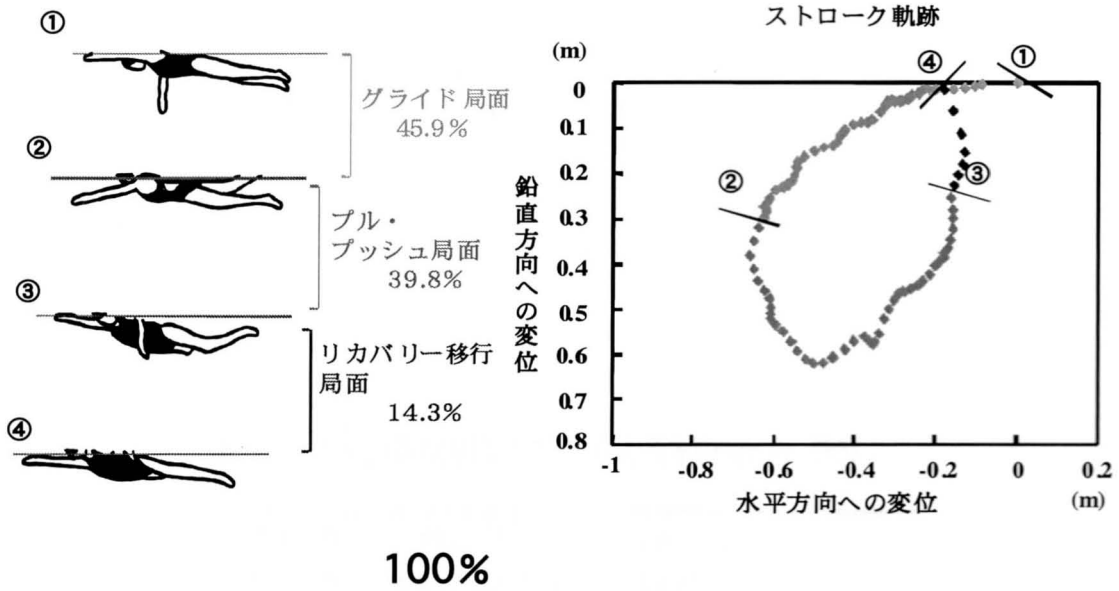 ①
グライド局面
45.9%
②
プル・
プッシュ局面
39.8%
③
リカバリー移行
局面
14.3%
④
ストローク軌跡
(m)
④
①
②
③
0
0.1
0.2
0.3
0.4
0.5
0.6
0.7
0.8
鉛直方向への変位
-1
-0.8
-0.6
-0.4
-0.2
0
0.2
水平方向への変位
(m)
100%